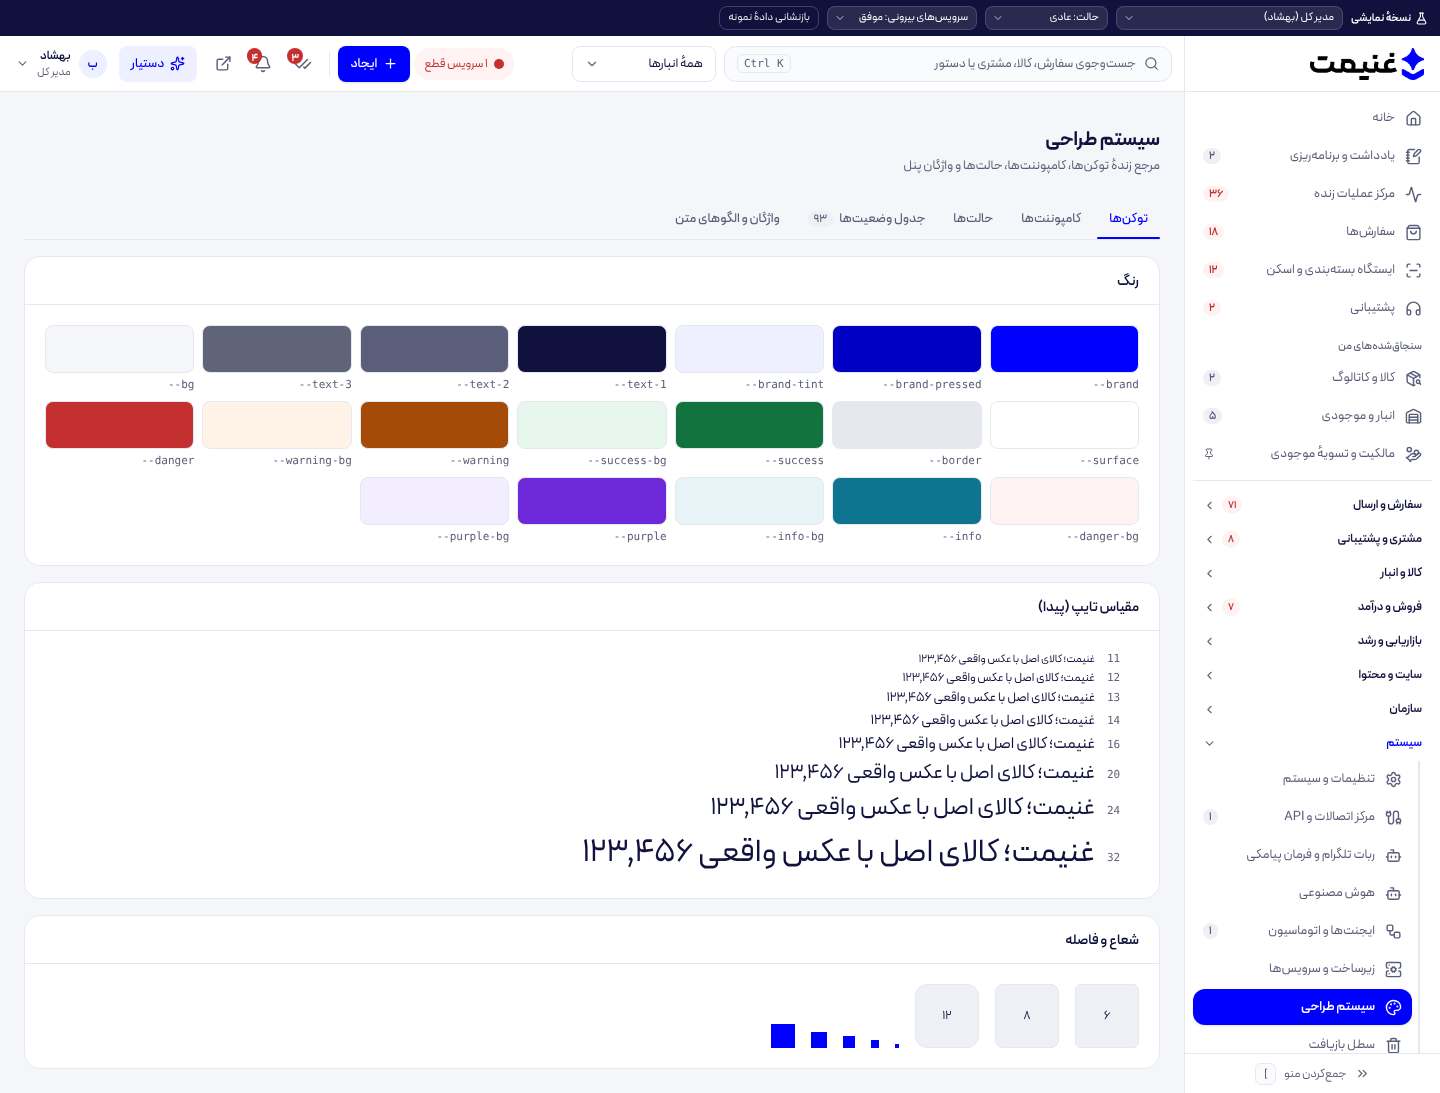 نسخهٔ نمایشی
مدیر کل (بهشاد)
حالت: عادی
سرویس‌های بیرونی: موفق
بازنشانی دادهٔ نمونه
غنیمت
جست‌وجوی سفارش، کالا، مشتری یا دستور
Ctrl K
همهٔ انبارها
۱ سرویس قطع
ایجاد
۳
۴
دستیار
ب
بهشاد
مدیر کل
خانه
یادداشت و برنامه‌ریزی ۲
مرکز عملیات زنده ۳۶
سفارش‌ها ۱۸
ایستگاه بسته‌بندی و اسکن ۱۲
پشتیبانی ۲
سنجاق‌شده‌های من
کالا و کاتالوگ ۲
انبار و موجودی ۵
مالکیت و تسویهٔ موجودی
سفارش و ارسال ۷۱
مشتری و پشتیبانی ۸
کالا و انبار
فروش و درآمد ۷
بازاریابی و رشد
سایت و محتوا
سازمان
سیستم
تنظیمات و سیستم
مرکز اتصالات و API ۱
ربات تلگرام و فرمان پیامکی
هوش مصنوعی
ایجنت‌ها و اتوماسیون ۱
زیرساخت و سرویس‌ها
سیستم طراحی
سطل بازیافت
جمع‌کردن منو [
سیستم طراحی
مرجع زندهٔ توکن‌ها، کامپوننت‌ها، حالت‌ها و واژگان پنل
توکن‌ها
کامپوننت‌ها
حالت‌ها
جدول وضعیت‌ها ۹۳
واژگان و الگوهای متن
رنگ
--brand
--brand-pressed
--brand-tint
--text-1
--text-2
--text-3
--bg
--surface
--border
--success
--success-bg
--warning
--warning-bg
--danger
--danger-bg
--info
--info-bg
--purple
--purple-bg
مقیاس تایپ (پیدا)
11 غنیمت؛ کالای اصل با عکس واقعی ۱۲۳,۴۵۶
12 غنیمت؛ کالای اصل با عکس واقعی ۱۲۳,۴۵۶
13 غنیمت؛ کالای اصل با عکس واقعی ۱۲۳,۴۵۶
14 غنیمت؛ کالای اصل با عکس واقعی ۱۲۳,۴۵۶
16 غنیمت؛ کالای اصل با عکس واقعی ۱۲۳,۴۵۶
20 غنیمت؛ کالای اصل با عکس واقعی ۱۲۳,۴۵۶
24 غنیمت؛ کالای اصل با عکس واقعی ۱۲۳,۴۵۶
32 غنیمت؛ کالای اصل با عکس واقعی ۱۲۳,۴۵۶
شعاع و فاصله
۶
۸
۱۲